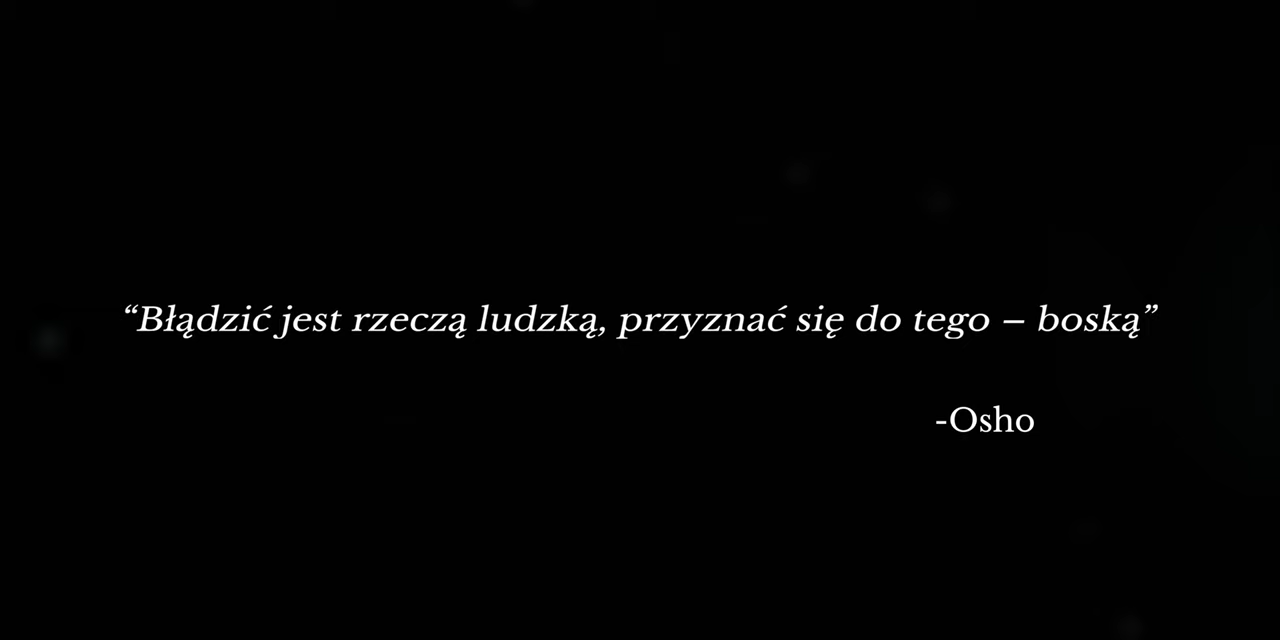 “Błądzić jest rzeczą ludzką, przyznać się do tego – boską”
-Osho